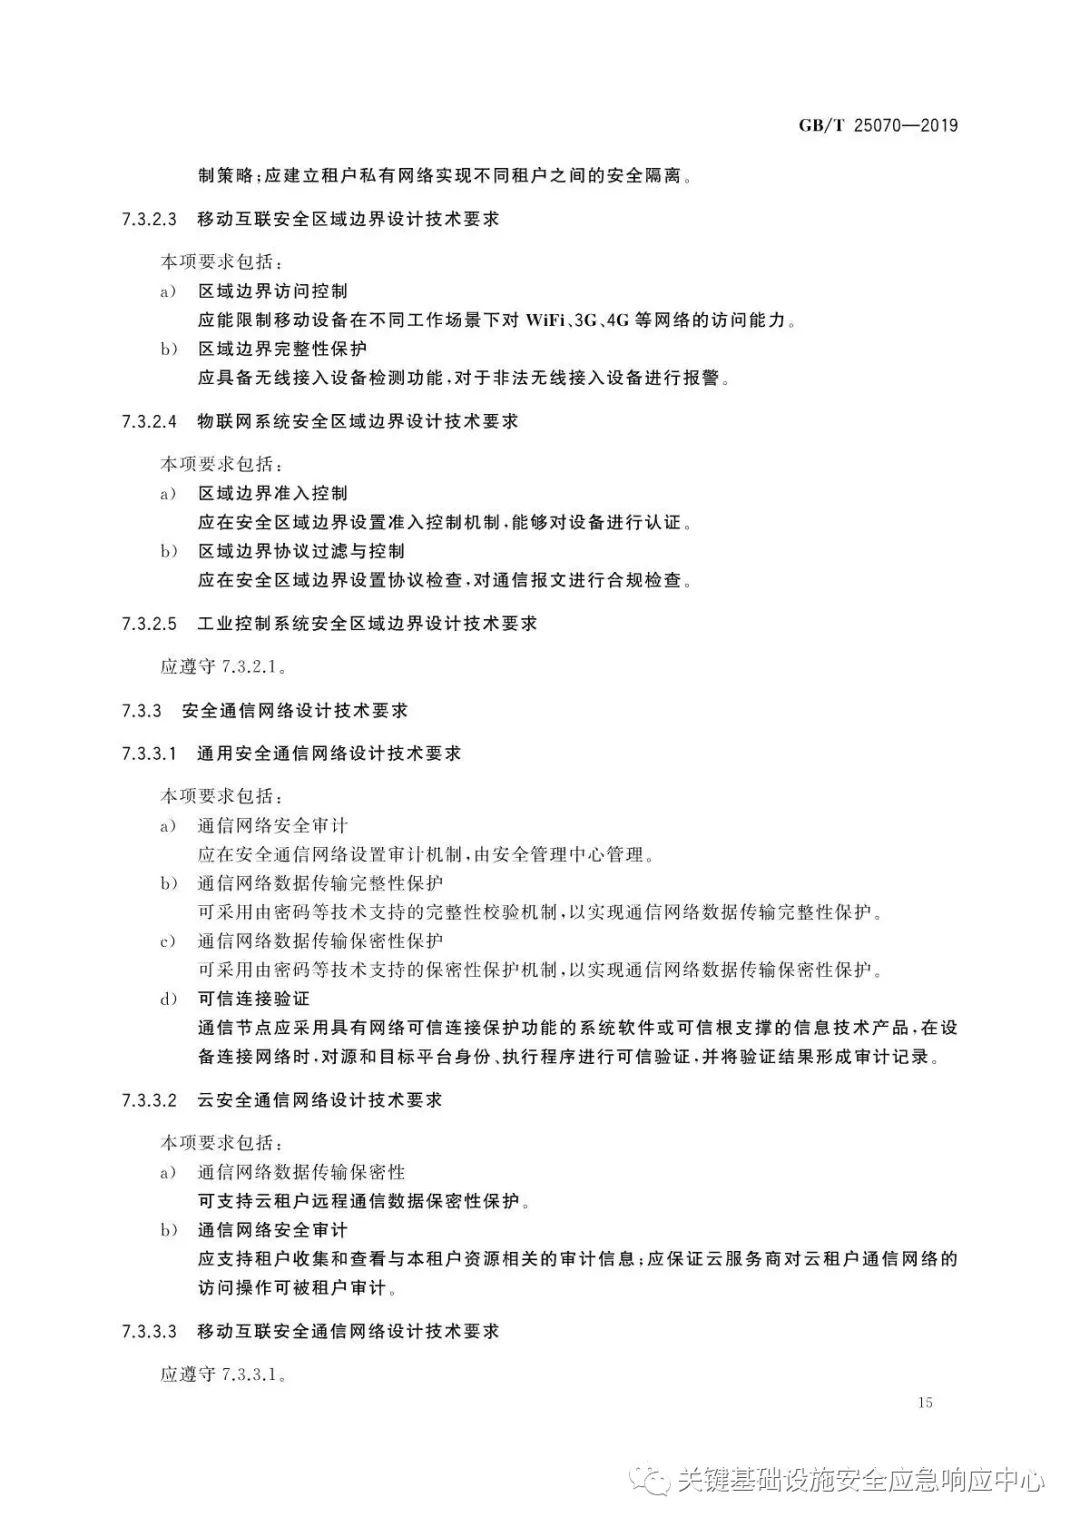 GB/T 25070—2019
制策略;应建立租户私有网络实现不同租户之间的安全隔离。
7.3.2.3 移动互联安全区域边界设计技术要求
本项要求包括:
a) 区域边界访问控制
应能限制移动设备在不同工作场景下对 WiFi、3G、4G 等网络的访问能力。
b) 区域边界完整性保护
应具备无线接入设备检测功能,对于非法无线接入设备进行报警。
7.3.2.4 物联网系统安全区域边界设计技术要求
本项要求包括:
a) 区域边界准入控制
应在安全区域边界设置准入控制机制,能够对设备进行认证。
b) 区域边界协议过滤与控制
应在安全区域边界设置协议检查,对通信报文进行合规检查。
7.3.2.5 工业控制系统安全区域边界设计技术要求
应遵守 7.3.2.1。
7.3.3 安全通信网络设计技术要求
7.3.3.1 通用安全通信网络设计技术要求
本项要求包括:
a) 通信网络安全审计
应在安全通信网络设置审计机制,由安全管理中心管理。
b) 通信网络数据传输完整性保护
可采用由密码等技术支持的完整性校验机制,以实现通信网络数据传输完整性保护。
c) 通信网络数据传输保密性保护
可采用由密码等技术支持的保密性保护机制,以实现通信网络数据传输保密性保护。
d) 可信连接验证
通信节点应采用具有网络可信连接保护功能的系统软件或可信根支撑的信息技术产品,在设
备连接网络时,对源和目标平台身份、执行程序进行可信验证,并将验证结果形成审计记录。
7.3.3.2 云安全通信网络设计技术要求
本项要求包括:
a) 通信网络数据传输保密性
可支持云租户远程通信数据保密性保护。
b) 通信网络安全审计
应支持租户收集和查看与本租户资源相关的审计信息;应保证云服务商对云租户通信网络的
访问操作可被租户审计。
7.3.3.3 移动互联安全通信网络设计技术要求
应遵守 7.3.3.1。
15
关键基础设施安全应急响应中心